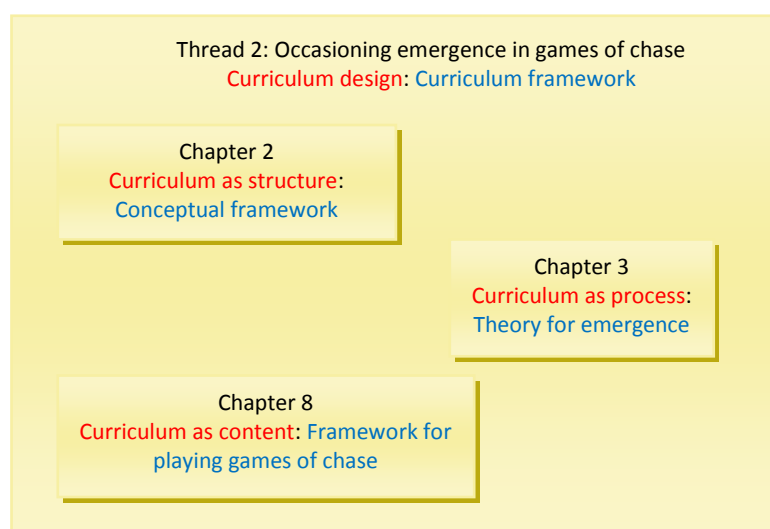 Thread 2: Occasioning emergence in games of chase
Curriculum design: Curriculum framework
Chapter 2
Curriculum as structure:
Conceptual framework
Chapter 3
Curriculum as process:
Theory for emergence
Chapter 8
Curriculum as content: Framework for
playing games of chase